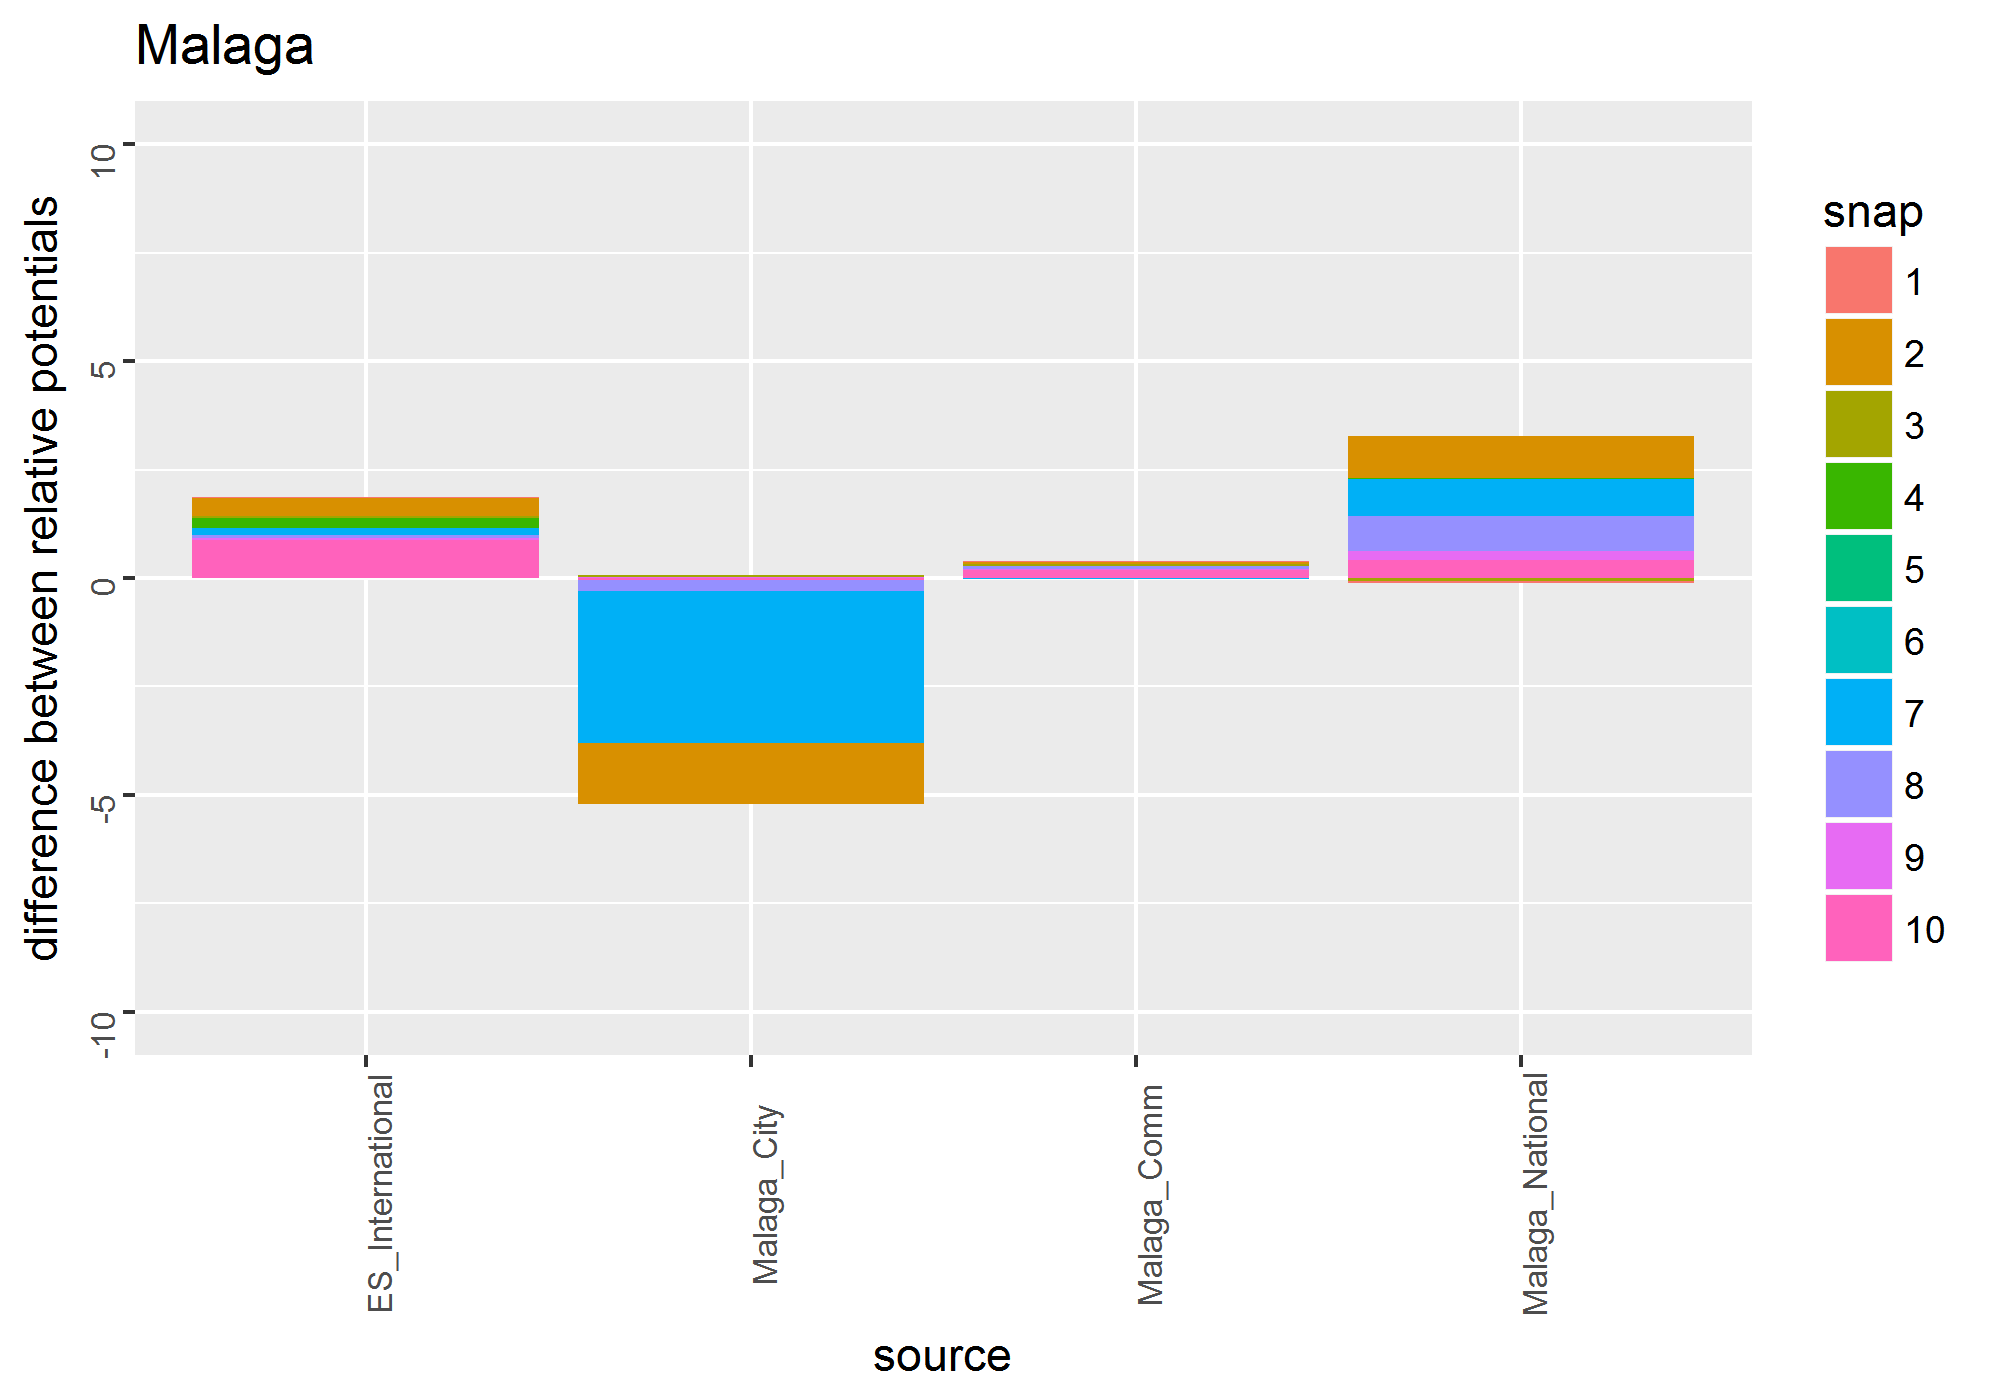 Malaga
difference between relative potentials
10
5
0
-5
-10
ES_International
Malaga_City
Malaga_Comm
Malaga_National
source
snap
1
2
3
4
5
6
7
8
9
10